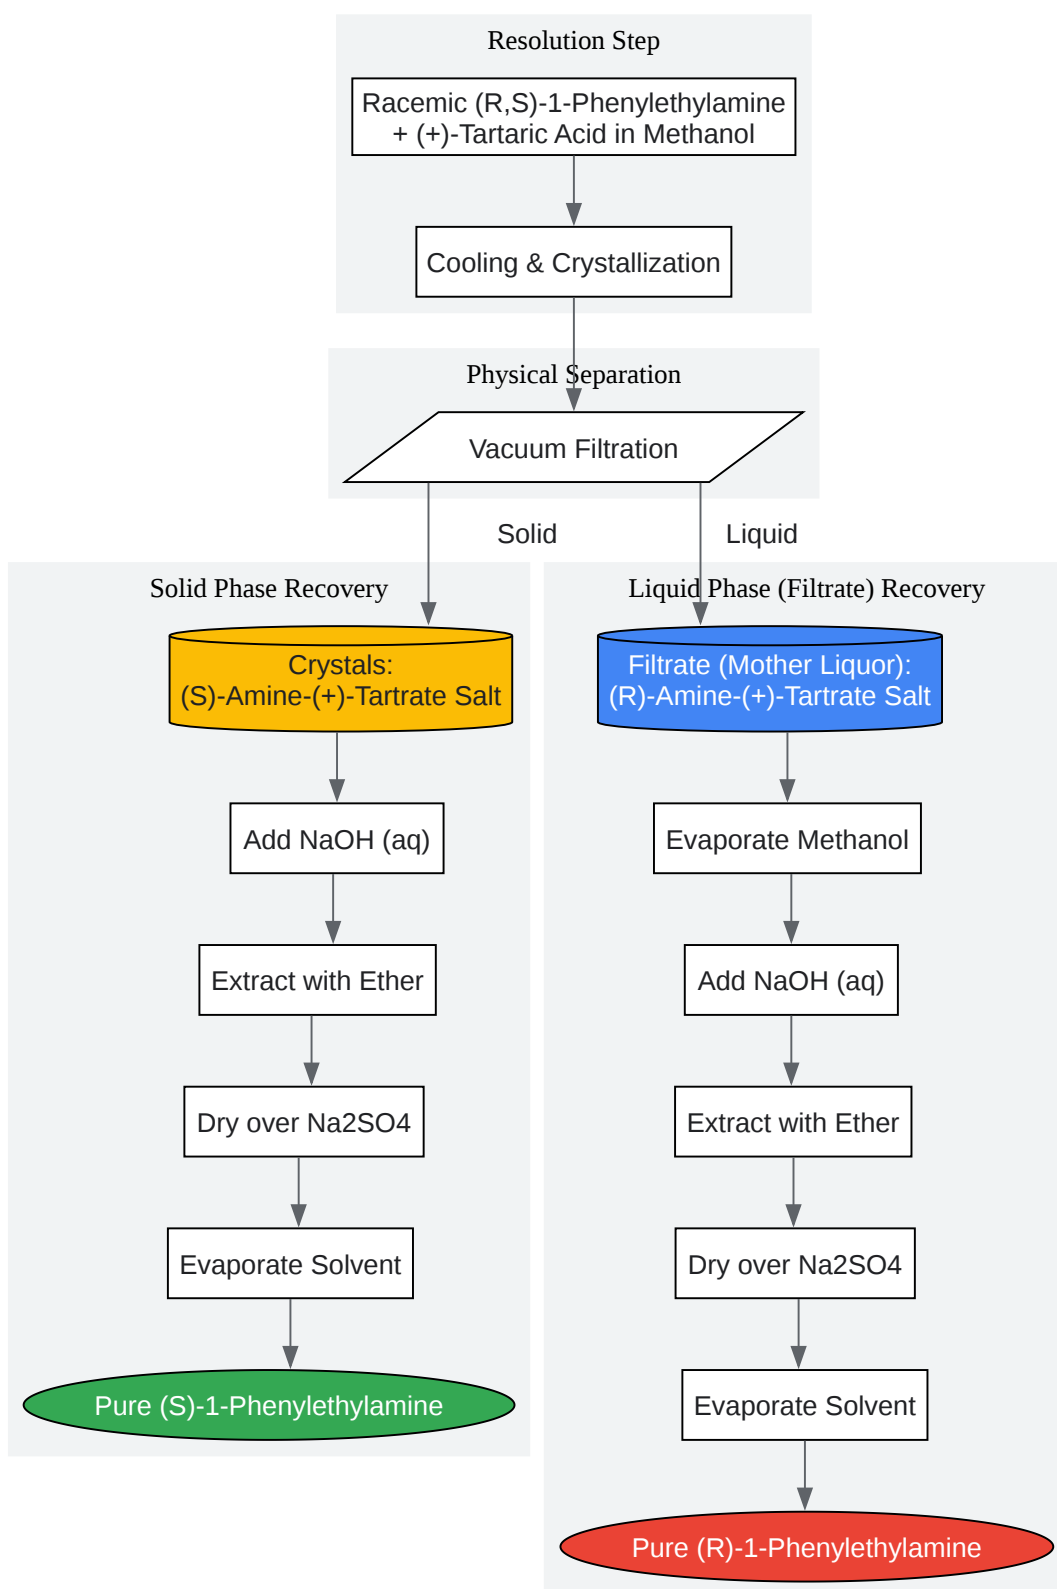 Resolution Step
Racemic (R,S)-1-Phenylethylamine
+ (+)-Tartaric Acid in Methanol
Cooling & Crystallization
Physical Separation
Vacuum Filtration
Solid
Liquid
Solid Phase Recovery
Crystals:
(S)-Amine-(+)-Tartrate Salt
Add NaOH (aq)
Extract with Ether
Dry over Na2SO4
Evaporate Solvent
Pure (S)-1-Phenylethylamine
Liquid Phase (Filtrate) Recovery
Filtrate (Mother Liquor):
(R)-Amine-(+)-Tartrate Salt
Evaporate Methanol
Add NaOH (aq)
Extract with Ether
Dry over Na2SO4
Evaporate Solvent
Pure (R)-1-Phenylethylamine